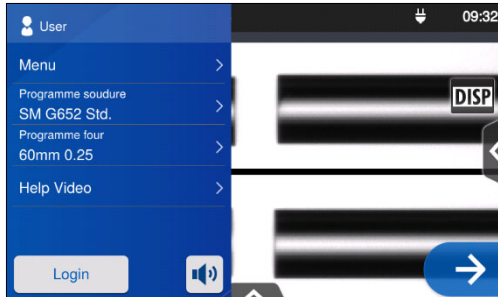 User
09:32
Menu
Programme soudure
SM G652 Std.
DISP
Programme four
60mm 0.25
Help Video
Login